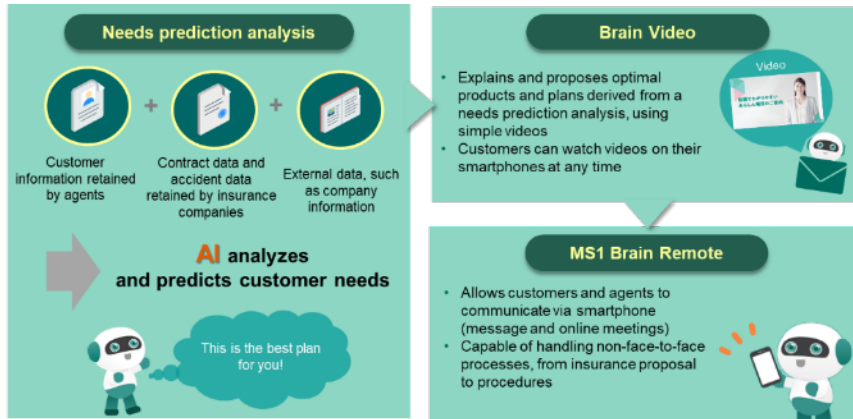 Needs prediction analysis
+
+
Customer
information retained
by agents
Contract data and
accident data
retained by insurance
companies
External data, such
as company
information
AI analyzes
and predicts customer needs
This is the best plan
for you!
Brain Video
• Explains and proposes optimal
products and plans derived from a
needs prediction analysis, using
simple videos
• Customers can watch videos on their
smartphones at any time
Video
MS1 Brain Remote
• Allows customers and agents to
communicate via smartphone
(message and online meetings)
• Capable of handling non-face-to-face
processes, from insurance proposal
to procedures